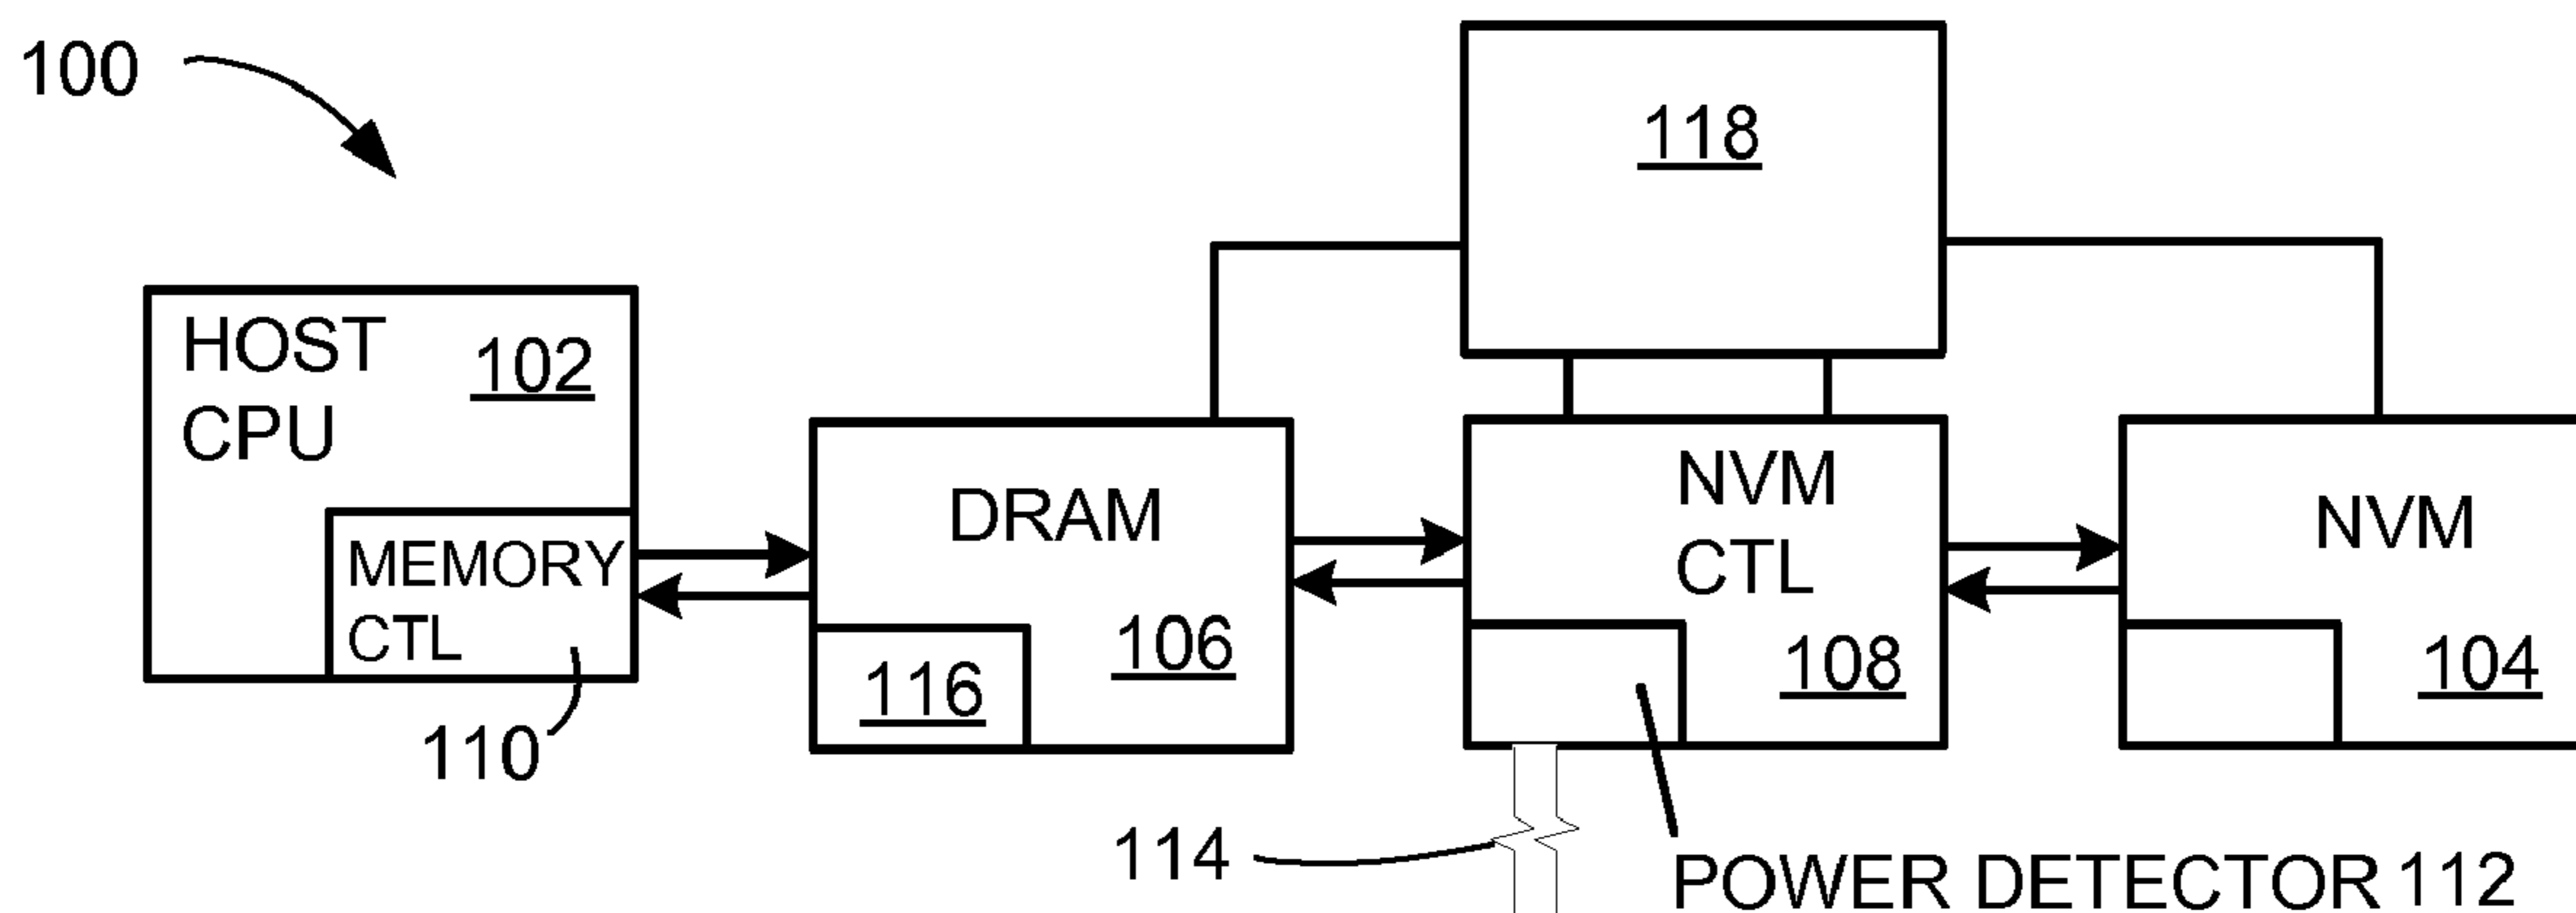 100
118
HOST
CPU
102
MEMORY
CTL
110
DRAM
106
116
NVM
CTL
108
NVM
104
114
POWER DETECTOR 112